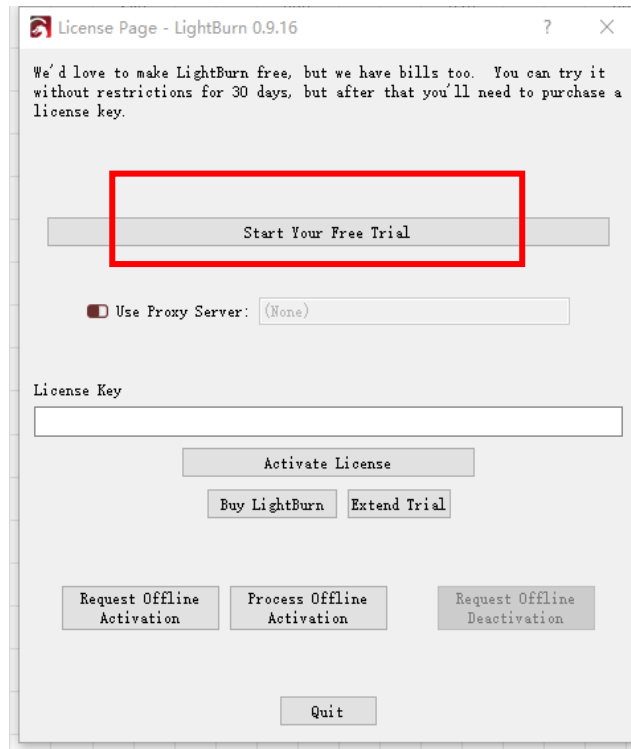 License Page - LightBurn 0.9.16
?
We'd love to make LightBurn free, but we have bills too.  You can try it
without restrictions for 30 days, but after that you'll need to purchase a
license key.
Start Your Free Trial
Use Proxy Server: (None)
License Key
Activate License
Buy LightBurn Extend Trial
Request Offline Process Offline Request Offline
Activation Activation Deactivation
Quit